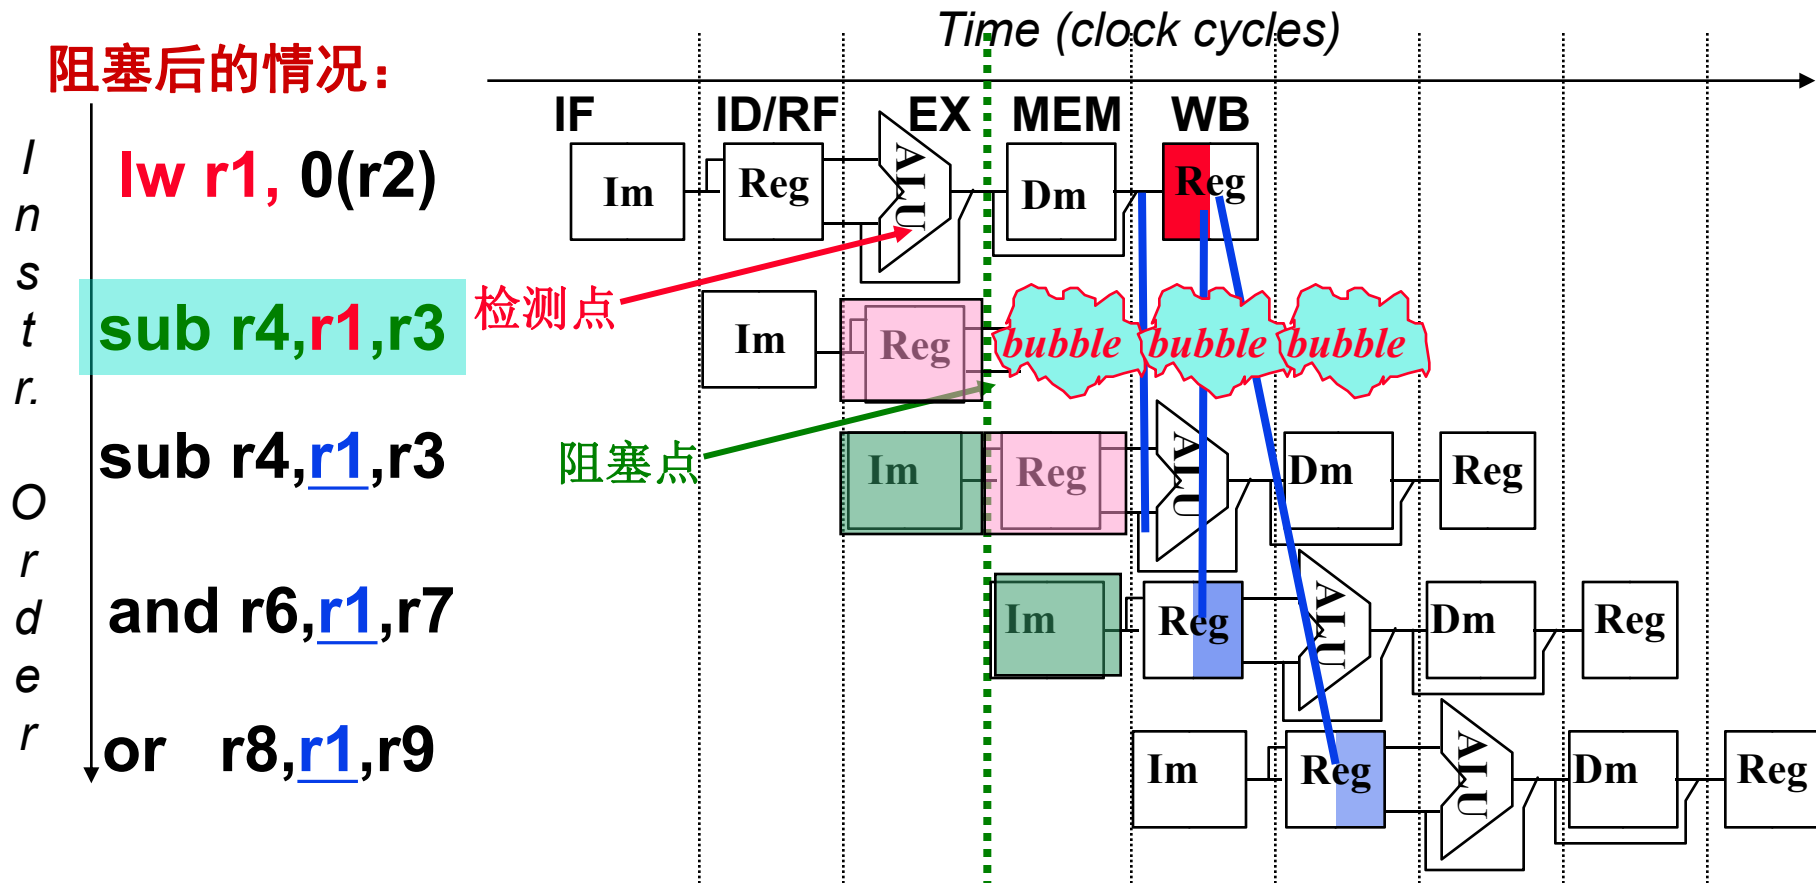 Time (clock cycles)
阻塞后的情况：
Instr. Order
IF ID/RF EX MEM WB
lw r1, 0(r2)
Im Reg ALU Dm Reg
检测点
sub r4,r1,r3
Im Reg bubble bubble bubble
阻塞点
sub r4,r1,r3
Im Reg ALU Dm Reg
and r6,r1,r7
Im Reg ALU Dm Reg
or r8,r1,r9
Im Reg ALU Dm Reg